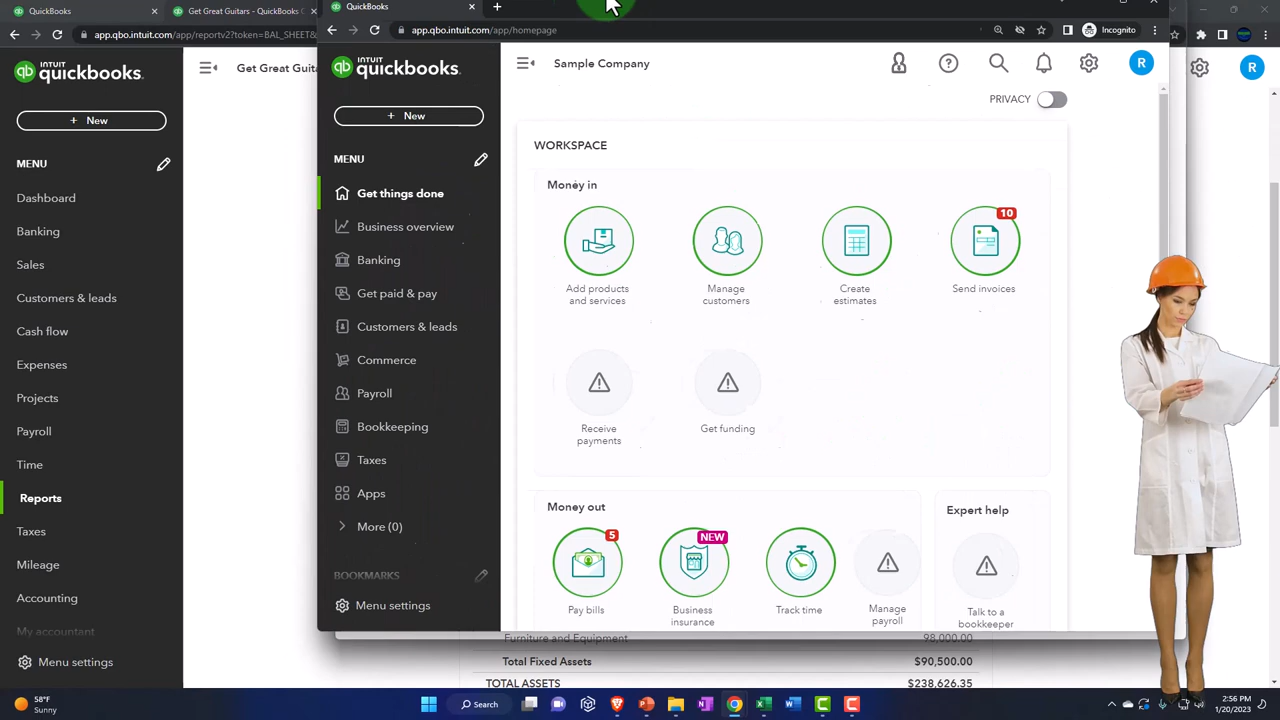 QuickBooks
Get Great Guitars - QuickBooks O
QuickBooks
app.qbo.intuit.com/app/reportv2?token=BAL_SHEET&
app.qbo.intuit.com/app/homepage
Incognito
INTUIT
quickbooks.
Get Great Guita
+ New
MENU
Dashboard
Banking
Sales
Customers & leads
Cash flow
Expenses
Projects
Payroll
Time
Reports
Taxes
Mileage
Accounting
My accountant
Menu settings
INTUIT
quickbooks.
+ New
MENU
Get things done
Business overview
Banking
Get paid & pay
Customers & leads
Commerce
Payroll
Bookkeeping
Taxes
Apps
More (0)
BOOKMARKS
Menu settings
Sample Company
R
R
PRIVACY
WORKSPACE
Money in
10
Add products
and services
Manage
customers
Create
estimates
Send invoices
Receive
payments
Get funding
Money out
5
NEW
Pay bills
Business
insurance
Track time
Manage
payroll
Expert help
Talk to a
bookkeeper
Furniture and Equipment 98,000.00
Total Fixed Assets $90,500.00
TOTAL ASSETS $238,626.35
58°F
Sunny
Search
2:56 PM
1/20/2023